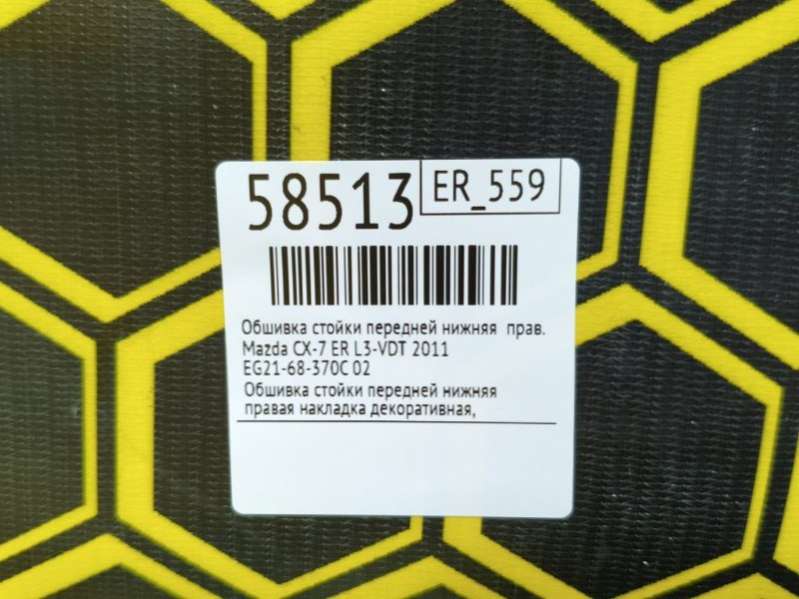 58513 ER_559
Обшивка стойки передней нижняя прав.
Mazda CX-7 ER L3-VDT 2011
EG21-68-370C 02
Обшивка стойки передней нижняя
правая накладка декоративная,